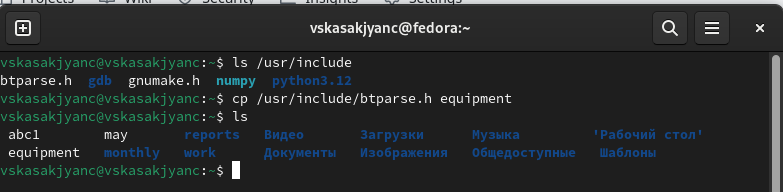 Projects Wiki Security Insights Settings
vskasakjyanc@fedora:~
vskasakjyanc@vskasakjyanc:~$ ls /usr/include
btparse.h gdb gnumake.h numpy python3.12
vskasakjyanc@vskasakjyanc:~$ cp /usr/include/btparse.h equipment
vskasakjyanc@vskasakjyanc:~$ ls
abc1 may reports Видео Загрузки Музыка 'Рабочий стол'
equipment monthly work Документы Изображения Общедоступные Шаблоны
vskasakjyanc@vskasakjyanc:~$